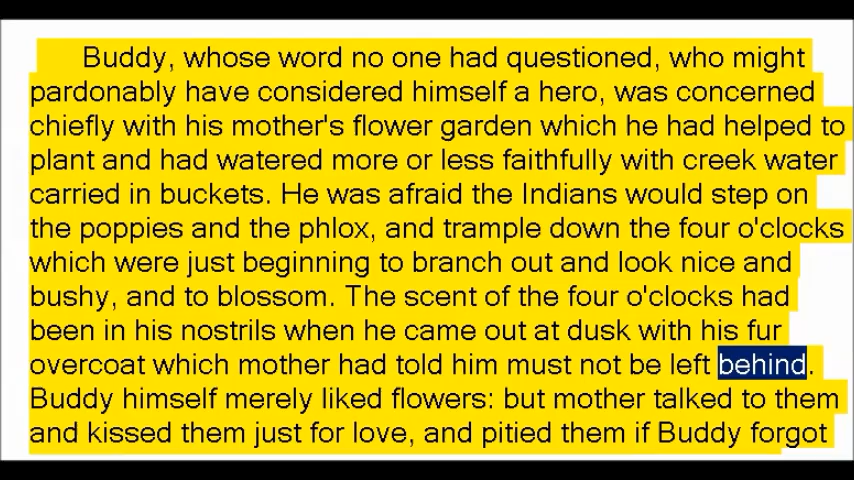 Buddy, whose word no one had questioned, who might
pardonably have considered himself a hero, was concerned
chiefly with his mother's flower garden which he had helped to
plant and had watered more or less faithfully with creek water
carried in buckets. He was afraid the Indians would step on
the poppies and the phlox, and trample down the four o'clocks
which were just beginning to branch out and look nice and
bushy, and to blossom. The scent of the four o'clocks had
been in his nostrils when he came out at dusk with his fur
overcoat which mother had told him must not be left behind.
Buddy himself merely liked flowers: but mother talked to them
and kissed them just for love, and pitied them if Buddy forgot